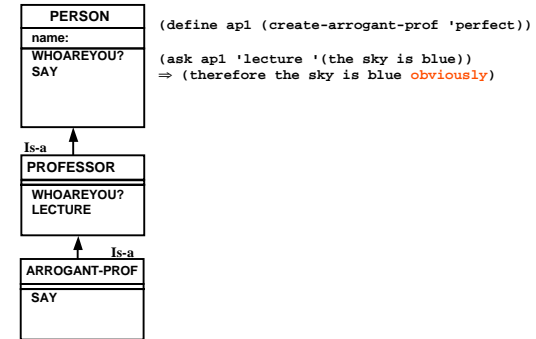 PERSON
name:
WHOAREYOU?
SAY
Is-a
PROFESSOR
WHOAREYOU?
LECTURE
Is-a
ARROGANT-PROF
SAY
(define ap1 (create-arrogant-prof 'perfect))
(ask ap1 'lecture '(the sky is blue))
⇒ (therefore the sky is blue obviously)